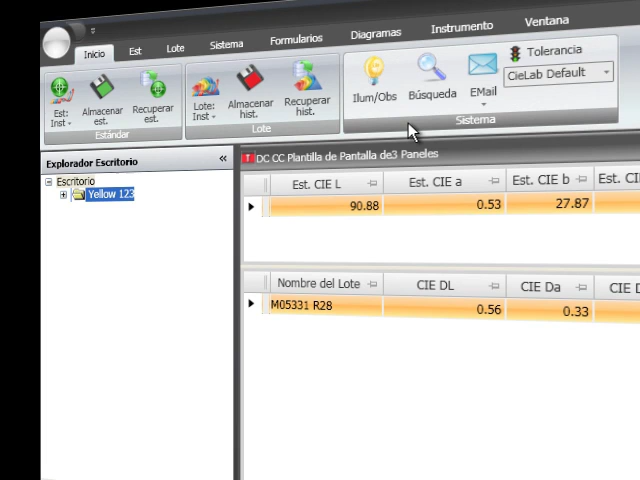 Inicio Est Lote Sistema Formularios Diagramas Instrumento Ventana
Est: Inst
Almacenar est.
Recuperar est.
Estándar
Lote: Inst
Almacenar hist.
Recuperar hist.
Lote
Ilum/Obs
Búsqueda
EMail
Tolerancia
CieLab Default
Sistema
Explorador Escritorio «
Escritorio
Yellow 123
DC CC Plantilla de Pantalla de3 Paneles
Est. CIE L Est. CIE a Est. CIE b Est. CI
90.88 0.53 27.87
Nombre del Lote CIE DL CIE Da CIE D
M05331 R28 0.56 0.33